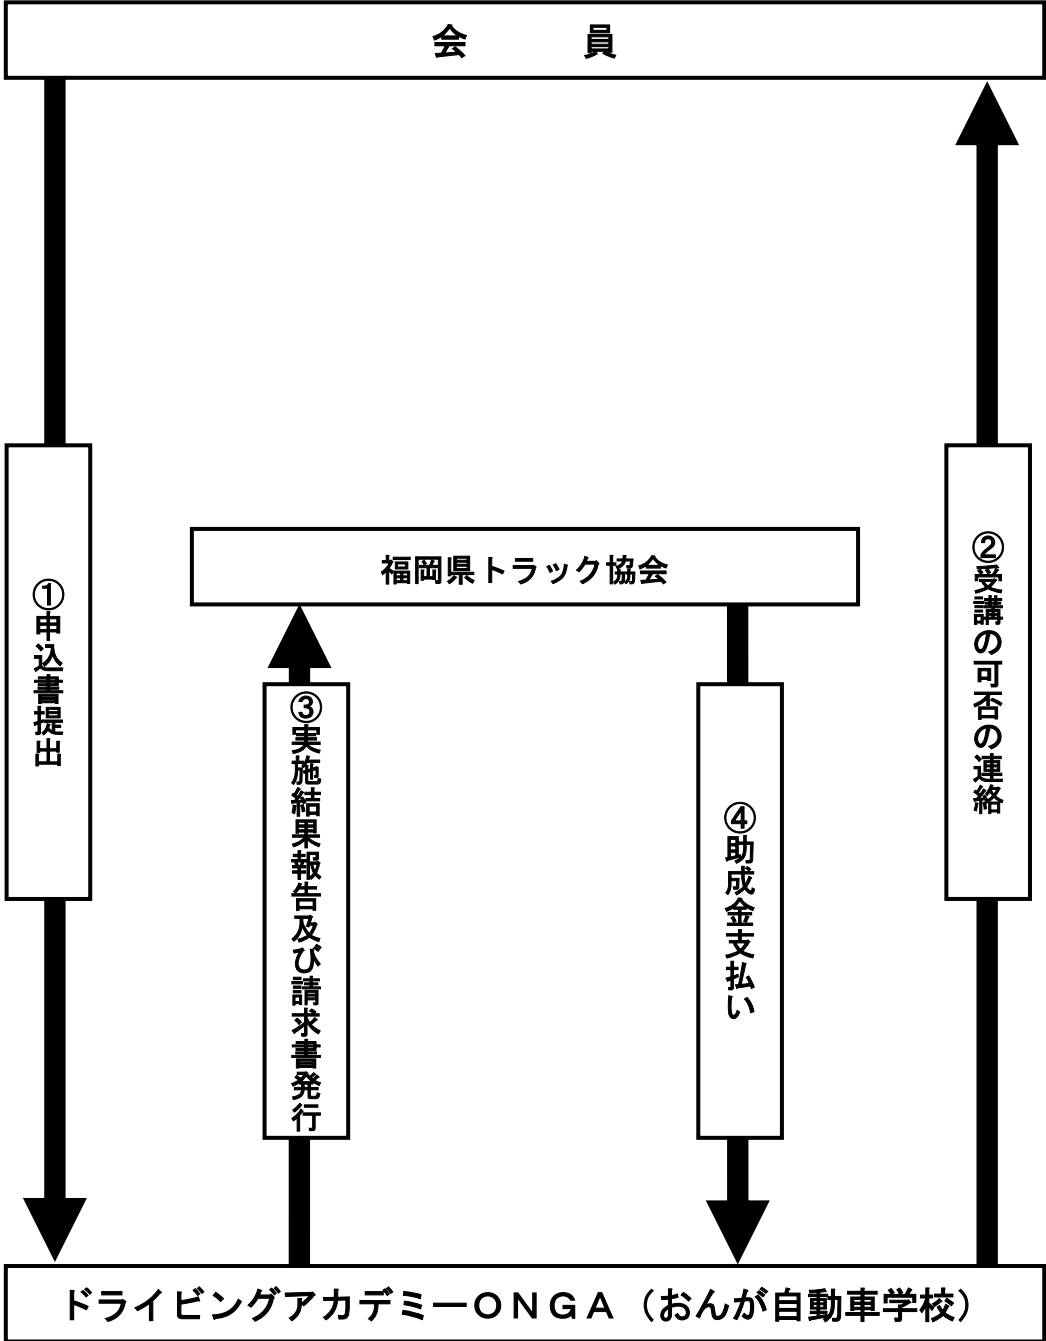 会　　　員
福岡県トラック協会
①申込書提出
②受講の可否の連絡
③実施結果報告及び請求書発行
④助成金支払い
ドライビングアカデミーＯＮＧＡ（おんが自動車学校）